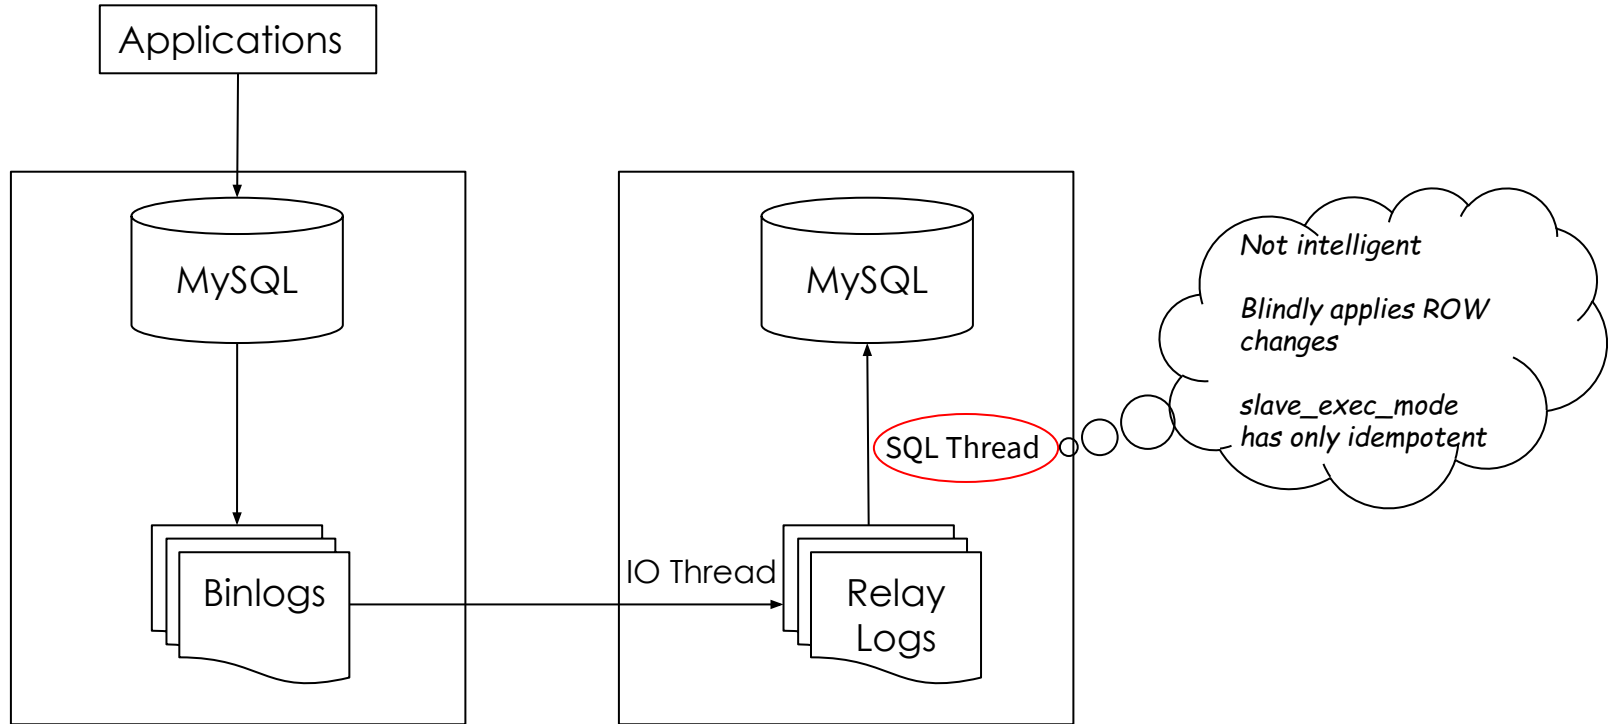 Applications
MySQL
MySQL
Not intelligent
Blindly applies ROW
changes
slave_exec_mode
has only idempotent
SQL Thread
IO Thread
Binlogs
Relay
Logs